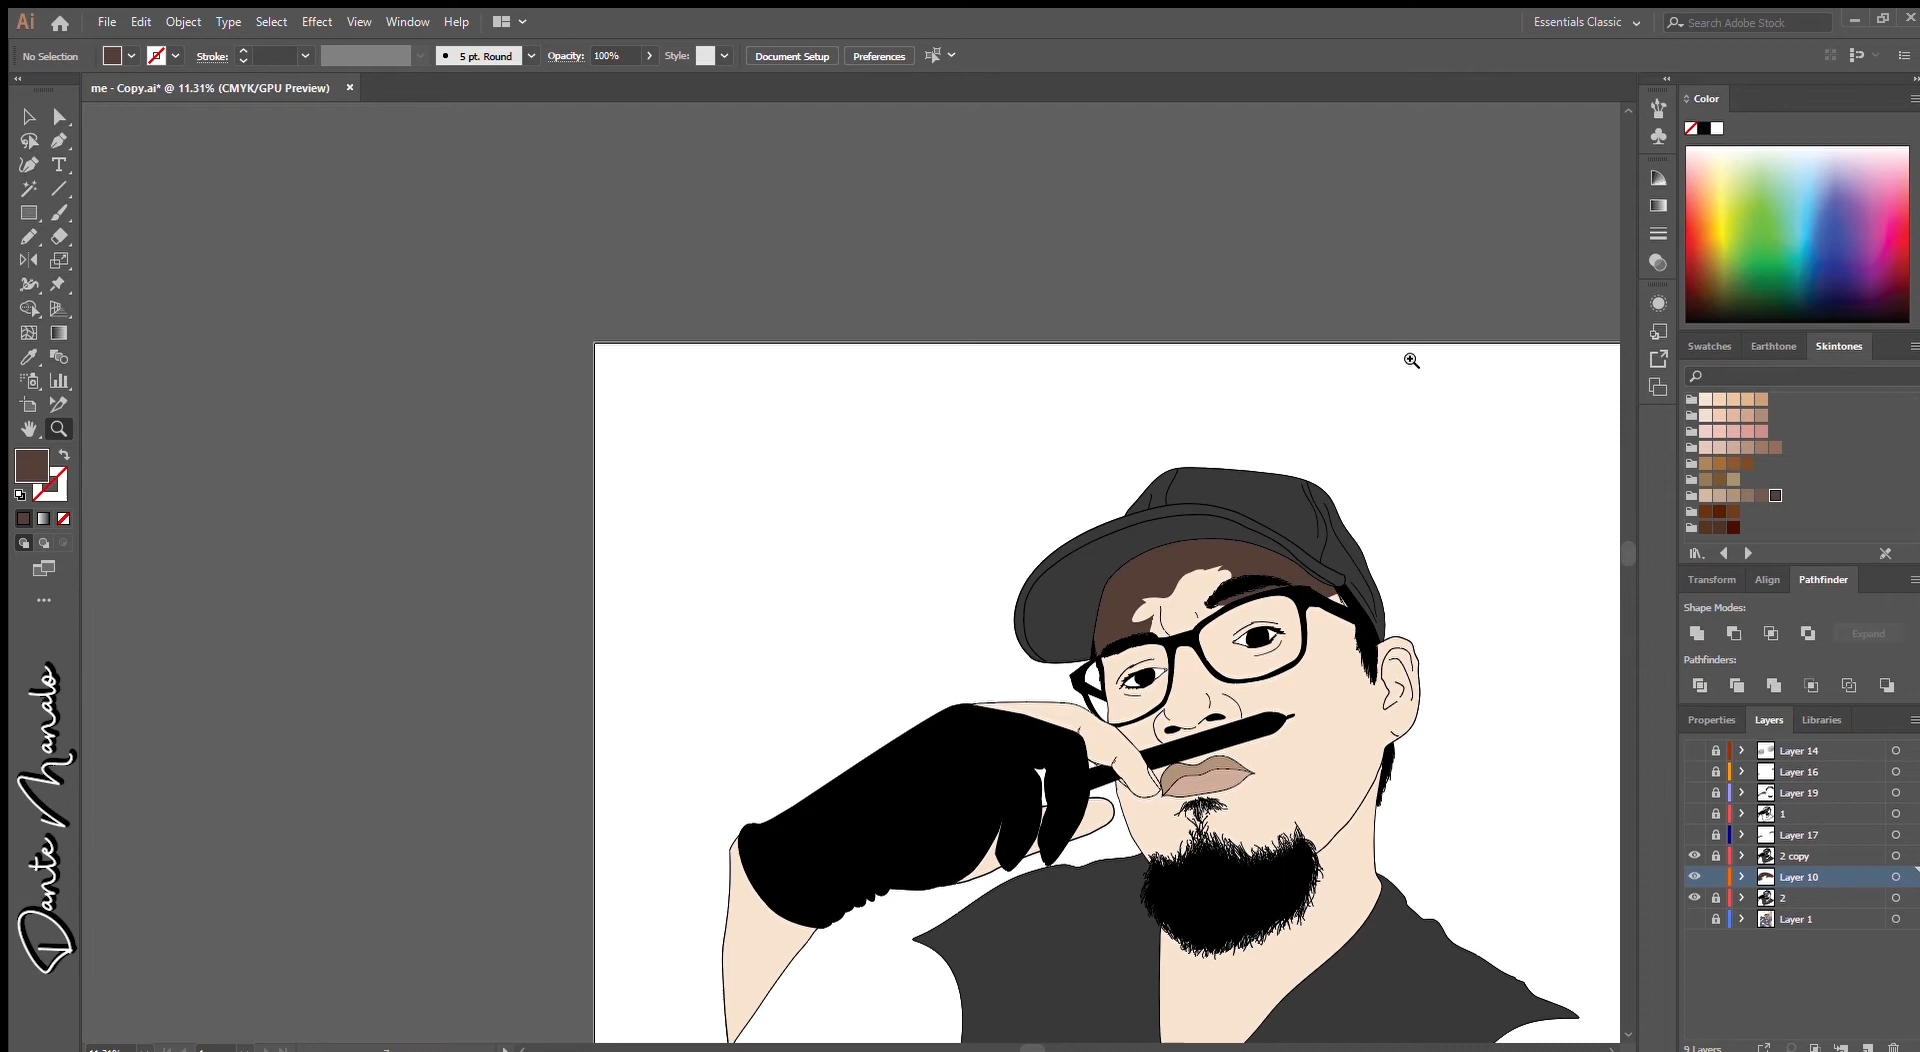 Ai File Edit Object Type Select Effect View Window Help Essentials Classic Search Adobe Stock
No Selection Stroke: 5 pt. Round Opacity: 100% Style: Document Setup Preferences
me - Copy.ai* @ 11.31% (CMYK/GPU Preview)
Color
Swatches Earthtone Skintones
Transform Align Pathfinder
Shape Modes:
Expand
Pathfinders:
Properties Layers Libraries
Layer 14
Layer 16
Layer 19
1
Layer 17
2 copy
Layer 10
2
Layer 1
9 Layers
Dante Manalo